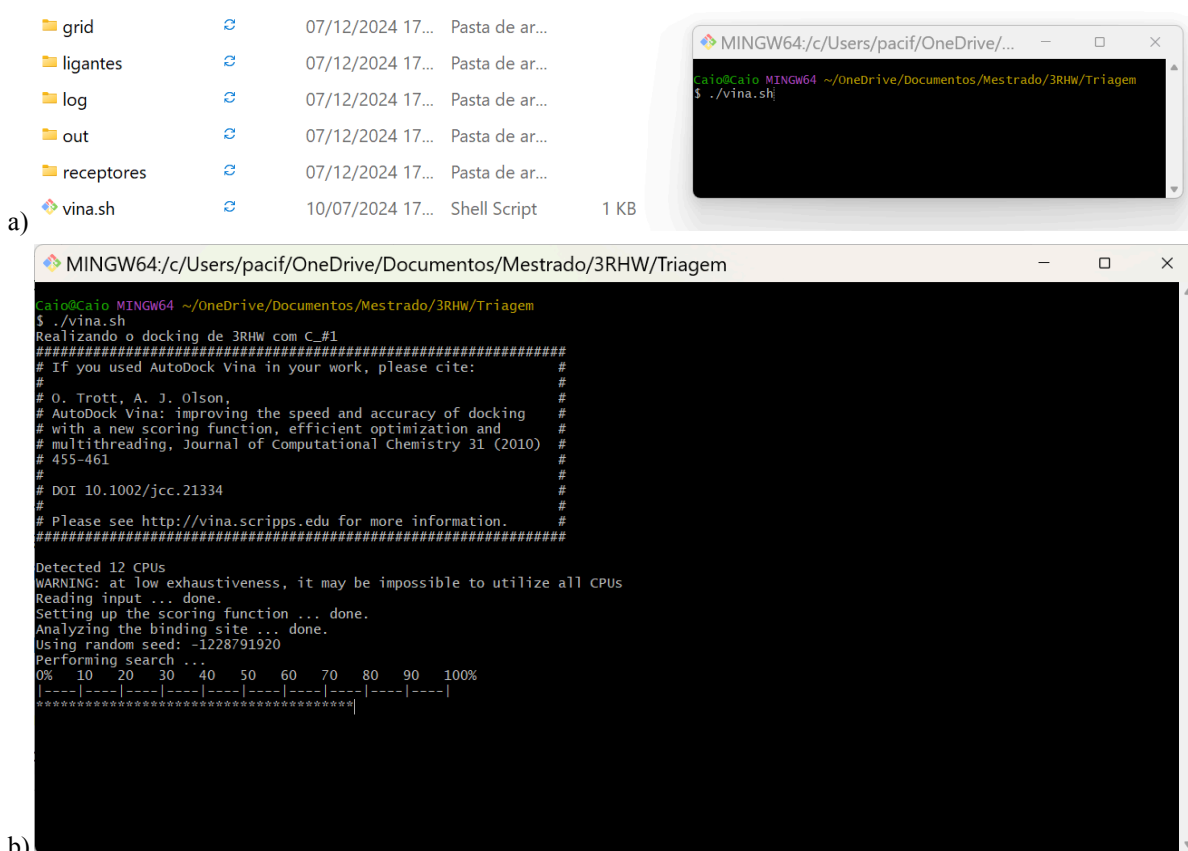 grid 07/12/2024 17... Pasta de ar...
ligantes 07/12/2024 17... Pasta de ar...
log 07/12/2024 17... Pasta de ar...
out 07/12/2024 17... Pasta de ar...
receptores 07/12/2024 17... Pasta de ar...
a) vina.sh 10/07/2024 17... Shell Script 1 KB
MINGW64:/c/Users/pacif/OneDrive/...
Caio@Caio MINGW64 ~/OneDrive/Documentos/Mestrado/3RHW/Triagem
$ ./vina.sh
MINGW64:/c/Users/pacif/OneDrive/Documentos/Mestrado/3RHW/Triagem
Caio@Caio MINGW64 ~/OneDrive/Documentos/Mestrado/3RHW/Triagem
$ ./vina.sh
Realizando o docking de 3RHW com C_#1
#################################################################
# If you used AutoDock Vina in your work, please cite: #
# #
# O. Trott, A. J. Olson, #
# AutoDock Vina: improving the speed and accuracy of docking #
# with a new scoring function, efficient optimization and #
# multithreading, Journal of Computational Chemistry 31 (2010) #
# 455-461 #
# #
# DOI 10.1002/jcc.21334 #
# #
# Please see http://vina.scripps.edu for more information. #
#################################################################
Detected 12 CPUs
WARNING: at low exhaustiveness, it may be impossible to utilize all CPUs
Reading input ... done.
Setting up the scoring function ... done.
Analyzing the binding site ... done.
Using random seed: -1228791920
Performing search ...
0% 10 20 30 40 50 60 70 80 90 100%
|----|----|----|----|----|----|----|----|----|----|
***************************************
b)